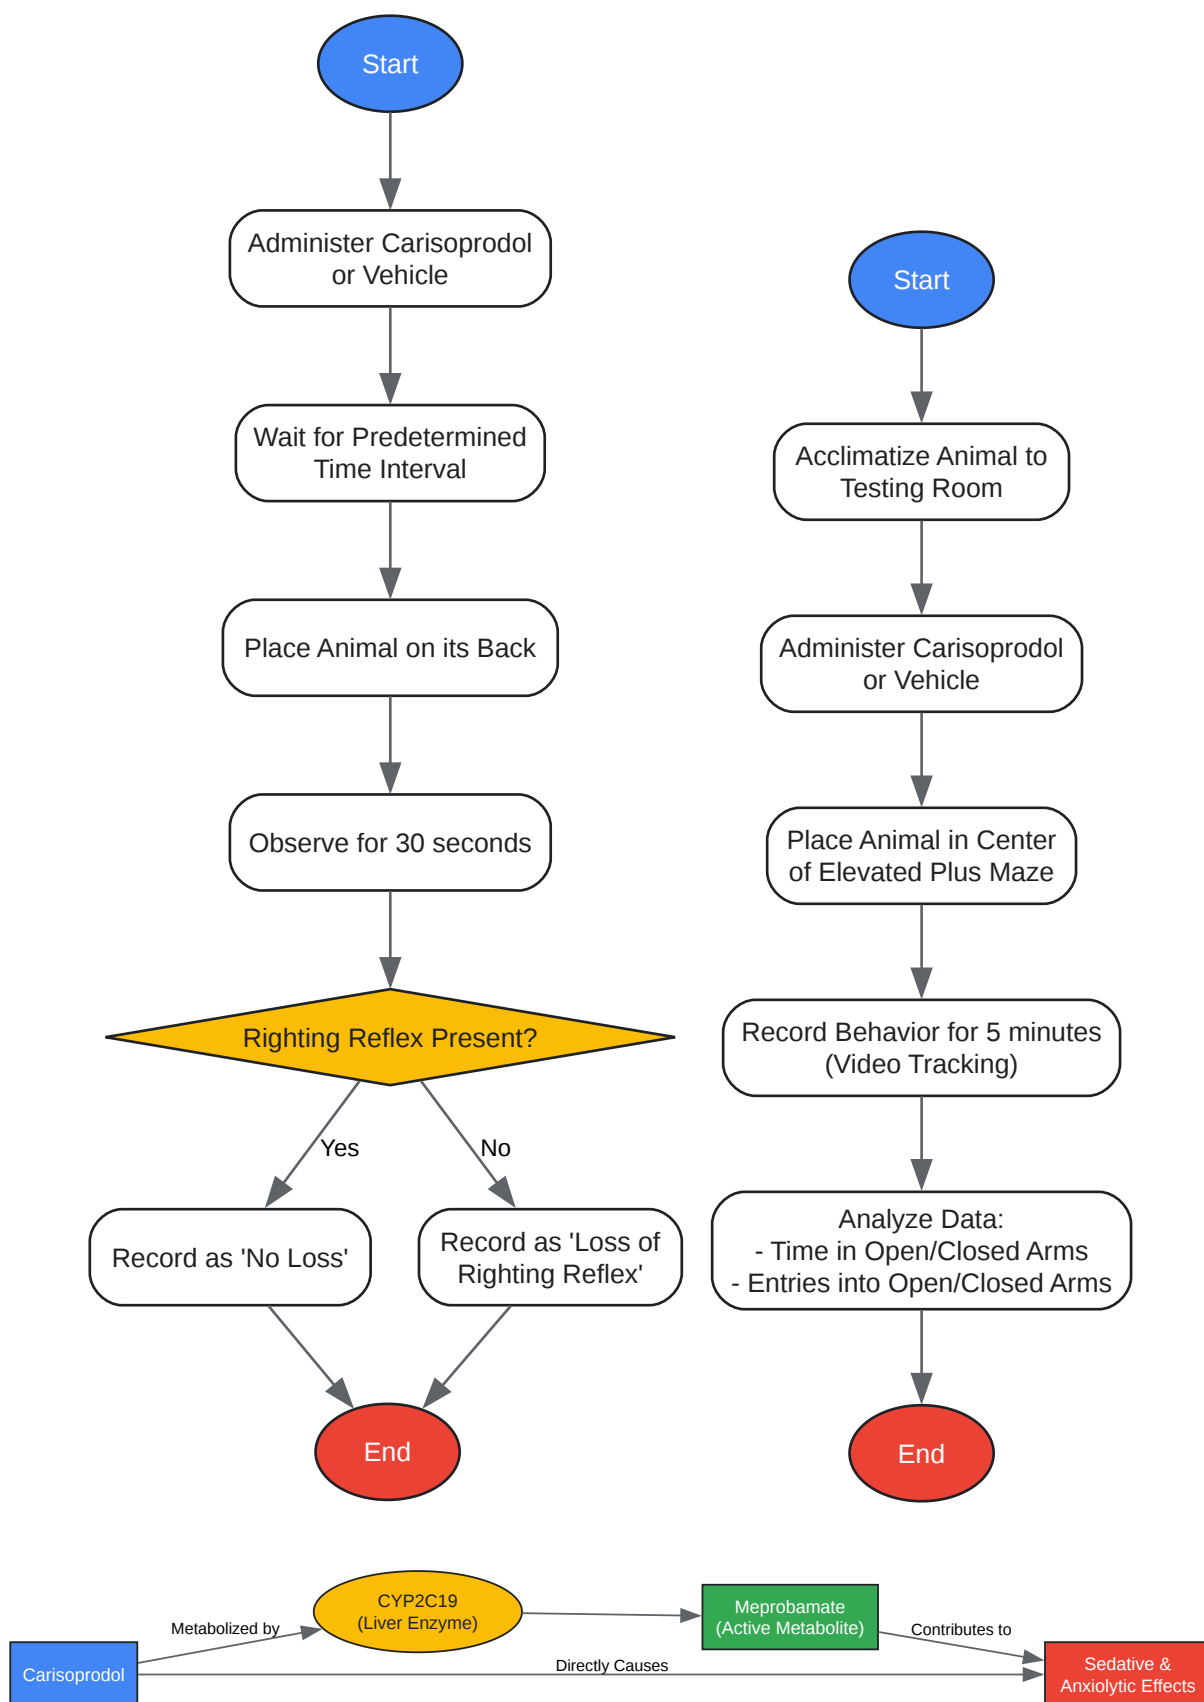 Start
Administer Carisoprodol
or Vehicle
Wait for Predetermined
Time Interval
Place Animal on its Back
Observe for 30 seconds
Righting Reflex Present?
Yes
No
Record as 'No Loss'
Record as 'Loss of
Righting Reflex'
End
Start
Acclimatize Animal to
Testing Room
Administer Carisoprodol
or Vehicle
Place Animal in Center
of Elevated Plus Maze
Record Behavior for 5 minutes
(Video Tracking)
Analyze Data:
- Time in Open/Closed Arms
- Entries into Open/Closed Arms
End
Carisoprodol
Metabolized by
CYP2C19
(Liver Enzyme)
Meprobamate
(Active Metabolite)
Contributes to
Directly Causes
Sedative &
Anxiolytic Effects